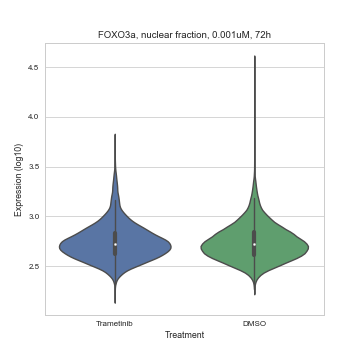 FOXO3a, nuclear fraction, 0.001uM, 72h
4.5
4.0
3.5
3.0
2.5
Expression (log10)
Trametinib
DMSO
Treatment